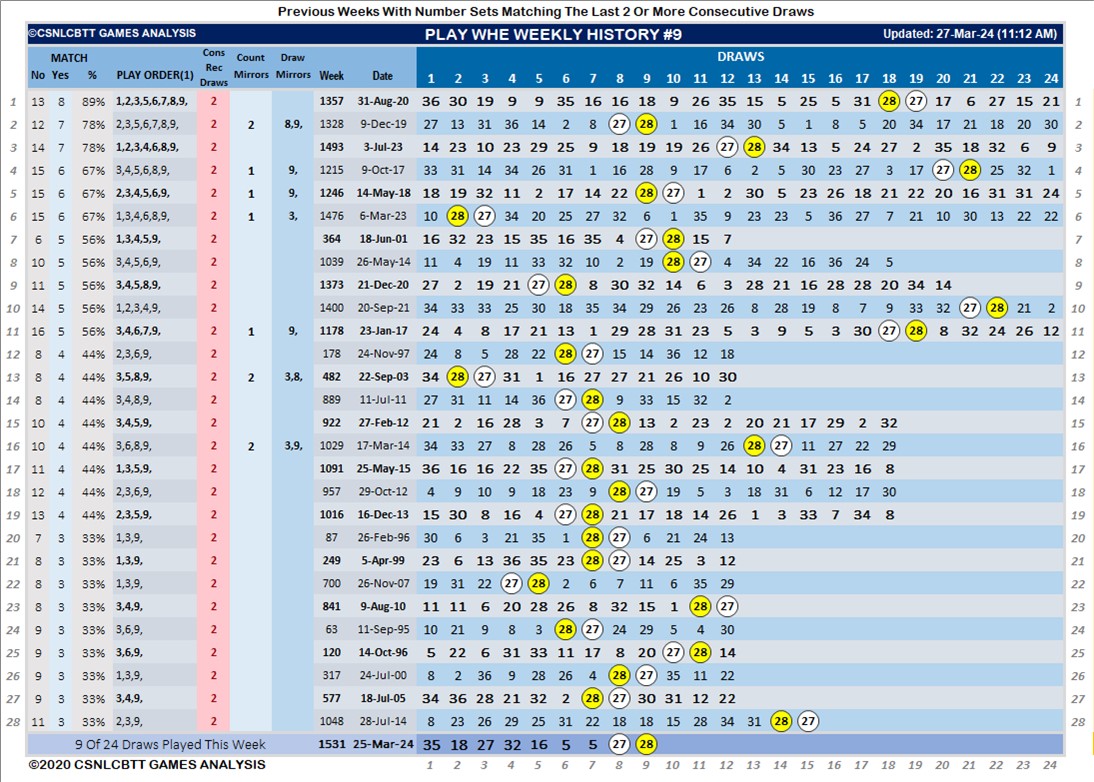 Previous Weeks With Number Sets Matching The Last 2 Or More Consecutive Draws
©CSNLCBTT GAMES ANALYSIS PLAY WHE WEEKLY HISTORY #9 Updated: 27-Mar-24 (11:12 AM)
MATCH Cons Rec Draws Count Mirrors Draw Mirrors DRAWS
No Yes % PLAY ORDER(1) Week Date 1 2 3 4 5 6 7 8 9 10 11 12 13 14 15 16 17 18 19 20 21 22 23 24
1 13 8 89% 1,2,3,5,6,7,8,9, 2 1357 31-Aug-20 36 30 19 9 9 35 16 16 18 9 26 35 15 5 25 5 31 28 19 17 6 27 15 21 1
2 12 7 78% 2,3,5,6,7,8,9, 2 2 8,9, 1328 9-Dec-19 27 13 31 36 14 2 8 27 28 1 16 34 30 5 1 8 5 20 34 17 21 18 20 30 2
3 14 7 78% 1,2,3,4,6,8,9, 2 1493 3-Jul-23 14 23 10 23 29 25 9 18 19 19 26 27 28 34 16 13 5 24 27 2 35 18 32 6 9 3
4 15 6 67% 3,4,5,6,8,9, 2 1 9, 1215 9-Oct-17 33 31 14 34 26 31 1 16 28 9 17 6 2 5 30 23 27 3 17 27 28 25 32 1 4
5 15 6 67% 2,3,4,5,6,9, 2 1 9, 1246 14-May-18 18 19 32 11 2 17 14 22 28 27 1 2 30 5 23 26 18 21 22 20 16 31 31 24 5
6 15 6 67% 1,3,4,6,8,9, 2 1 3, 1476 6-Mar-23 10 28 27 34 20 25 27 32 6 1 35 9 23 23 5 36 27 7 21 10 30 13 22 22 6
7 6 5 56% 1,3,4,5,9, 2 364 18-Jun-01 16 32 23 15 35 16 35 4 27 28 15 7 7
8 10 5 56% 3,4,5,6,9, 2 1039 26-May-14 11 4 19 11 33 32 10 2 19 28 27 4 34 22 16 36 24 5 8
9 11 5 56% 3,4,5,8,9, 2 1373 21-Dec-20 27 2 19 21 27 28 8 30 32 14 6 3 28 21 16 28 28 20 34 14 9
10 14 5 56% 1,2,3,4,9, 2 1400 20-Sep-21 34 33 33 25 30 18 35 34 29 26 23 26 8 28 19 8 7 9 33 32 27 28 21 2 10
11 16 5 56% 3,4,6,7,9, 2 1 9, 1178 23-Jan-17 24 4 8 17 21 13 1 29 28 31 23 5 3 9 5 3 30 27 28 8 32 24 26 12 11
12 8 4 44% 2,3,6,9, 2 178 24-Nov-97 24 8 5 28 22 28 27 15 14 36 12 18 12
13 8 4 44% 3,5,8,9, 2 2 3,8, 482 22-Sep-03 34 28 27 31 1 16 27 27 21 26 10 30 13
14 8 4 44% 3,4,8,9, 2 889 11-Jul-11 27 31 11 14 36 27 28 9 33 15 32 2 14
15 10 4 44% 3,4,5,9, 2 922 27-Feb-12 21 2 16 28 3 7 27 28 13 2 23 2 20 21 17 29 2 32 15
16 10 4 44% 3,6,8,9, 2 2 3,9, 1029 17-Mar-14 34 33 27 8 28 26 5 8 28 8 9 26 28 27 11 27 22 29 16
17 11 4 44% 1,3,5,9, 2 1091 25-May-15 36 16 16 22 35 27 28 31 25 30 25 14 10 4 31 23 16 8 17
18 12 4 44% 2,3,6,9, 2 957 29-Oct-12 4 9 10 9 18 23 9 28 27 19 5 3 18 31 6 12 17 30 18
19 13 4 44% 2,3,5,9, 2 1016 16-Dec-13 15 30 8 16 4 27 28 21 17 18 14 26 1 3 33 7 34 8 19
20 7 3 33% 1,3,9, 2 87 26-Feb-96 30 6 3 21 35 1 28 27 6 21 24 13 20
21 8 3 33% 1,3,9, 2 249 5-Apr-99 23 6 13 36 35 23 28 27 14 25 3 12 21
22 8 3 33% 1,3,9, 2 700 26-Nov-07 19 31 22 27 28 2 6 7 11 6 35 29 22
23 8 3 33% 3,4,9, 2 841 9-Aug-10 11 11 6 20 28 26 8 32 15 1 28 27 23
24 9 3 33% 3,6,9, 2 63 11-Sep-95 10 21 9 8 3 28 27 24 29 5 4 30 24
25 9 3 33% 3,6,9, 2 120 14-Oct-96 5 22 6 31 33 11 17 8 20 27 28 14 25
26 9 3 33% 1,3,9, 2 317 24-Jul-00 8 2 36 9 28 26 4 28 27 35 11 22 26
27 9 3 33% 3,4,9, 2 577 18-Jul-05 34 36 28 21 32 2 28 27 30 31 12 22 27
28 11 3 33% 2,3,9, 2 1048 28-Jul-14 8 23 29 29 25 31 22 18 18 15 28 34 31 28 27 28
9 Of 24 Draws Played This Week 1531 25-Mar-24 35 18 27 32 16 5 5 27 28
©2020 CSNLCBTT GAMES ANALYSIS 1 2 3 4 5 6 7 8 9 10 11 12 13 14 15 16 17 18 19 20 21 22 23 24